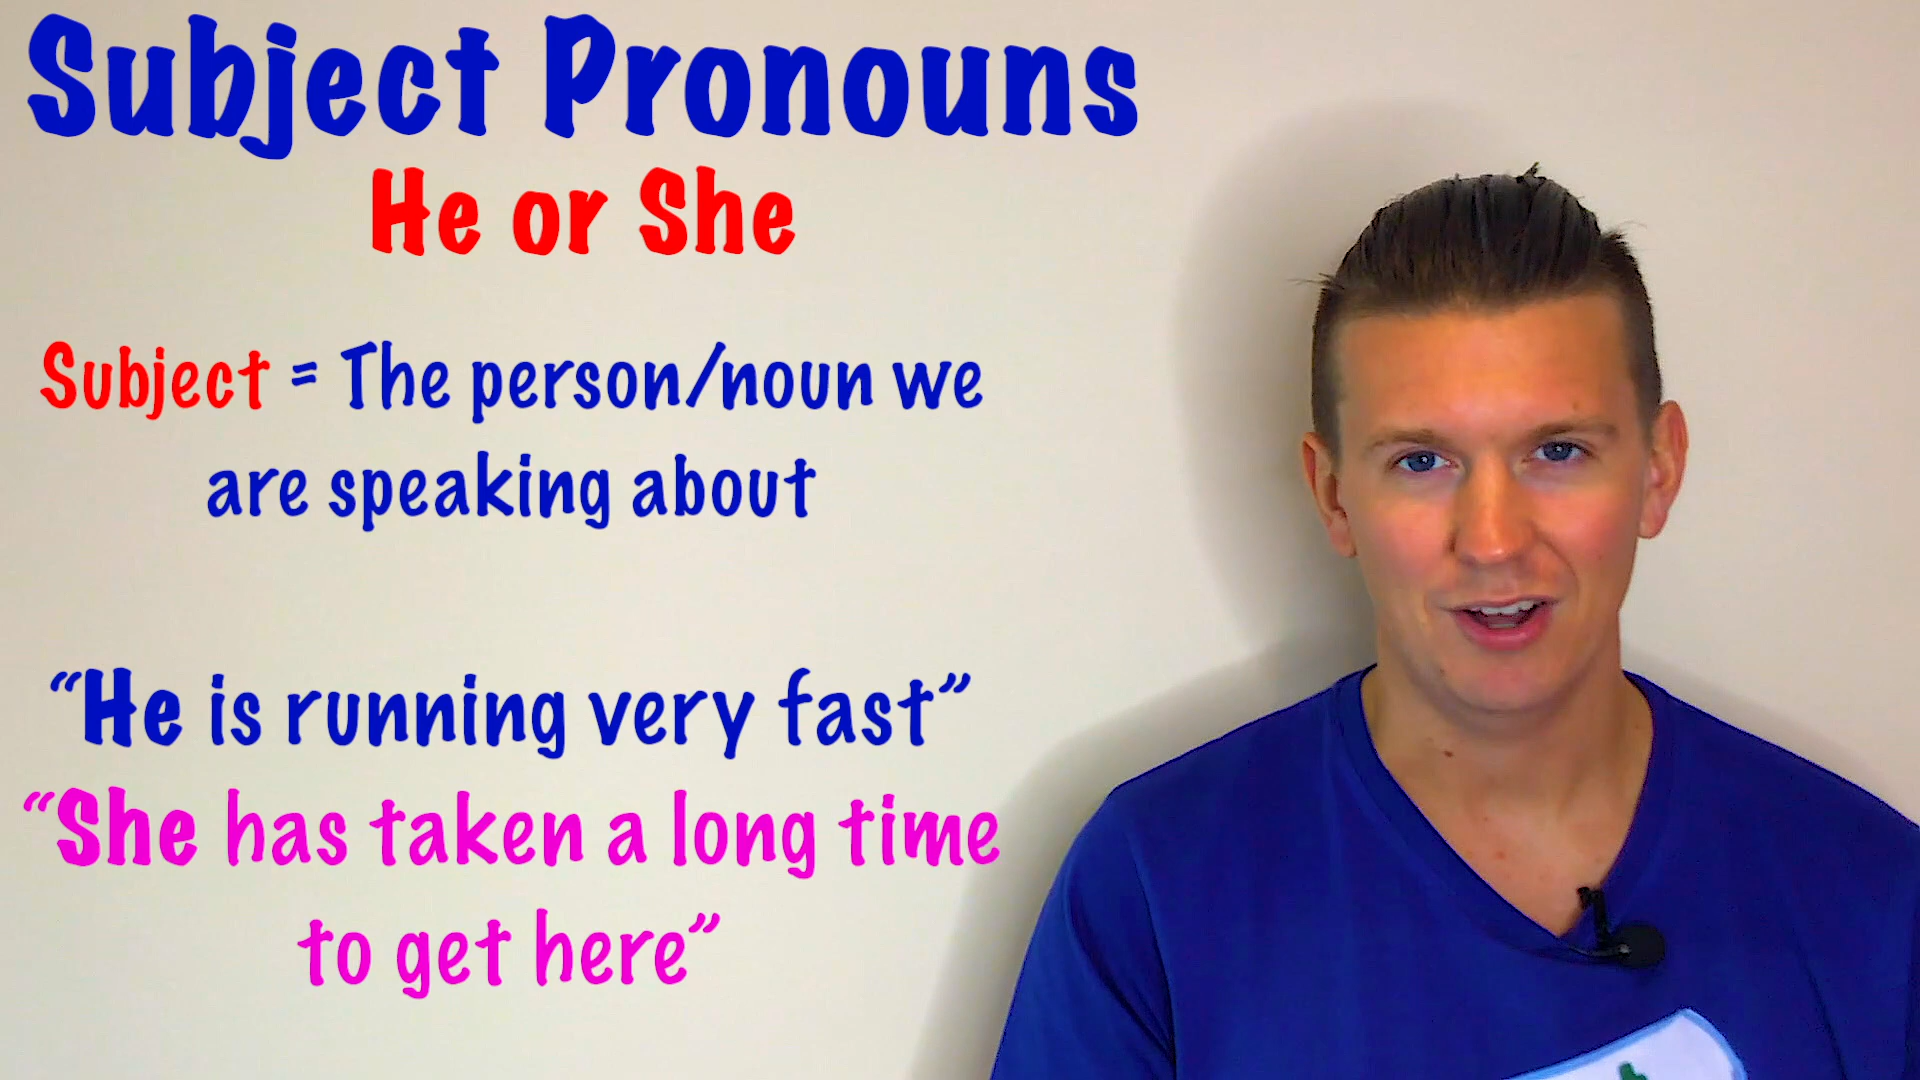 Subject Pronouns
He or She
Subject = The person/noun we
are speaking about
“He is running very fast”
“She has taken a long time
to get here”